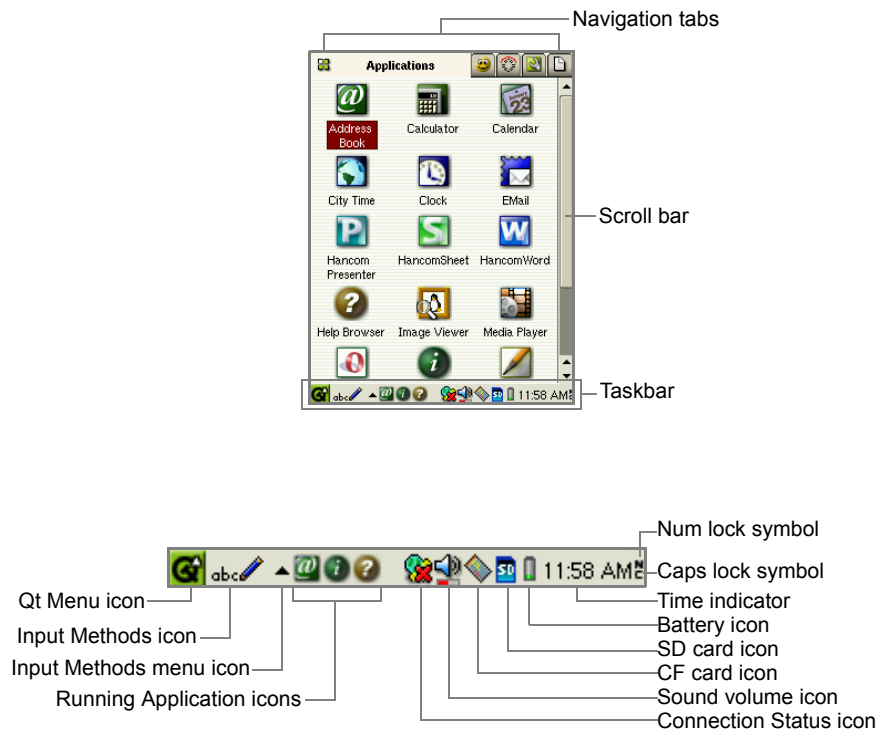 Navigation tabs
Applications
Address Book
Calculator
Calendar
City Time
Clock
EMail
Hancom Presenter
HancomSheet
HancomWord
Scroll bar
Help Browser
Image Viewer
Media Player
abc
SD
11:58 AM
Taskbar
Num lock symbol
abc
SD
11:58 AM
Caps lock symbol
Qt Menu icon
Time indicator
Battery icon
Input Methods icon
SD card icon
Input Methods menu icon
CF card icon
Running Application icons
Sound volume icon
Connection Status icon